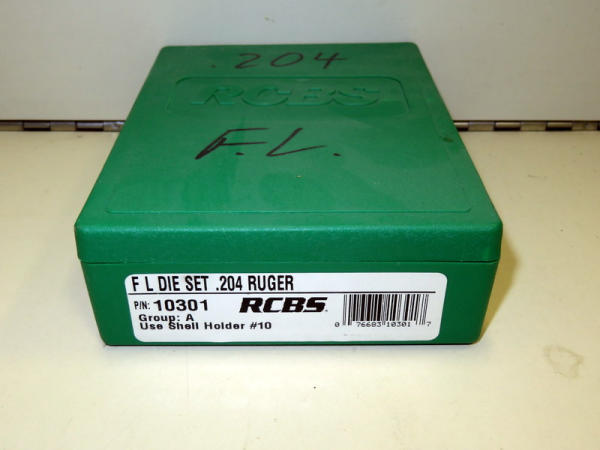 .204
RCBS
F.L.
F L DIE SET .204 RUGER
P/N: 10301 RCBS
Group: A
Use Shell Holder #10
0 76683 10301 7